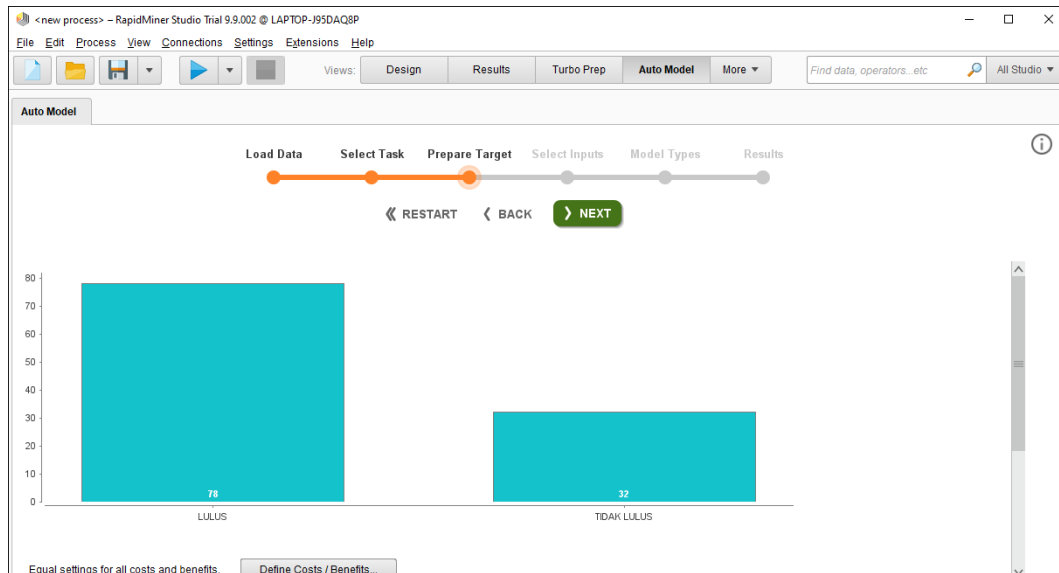 <new process> – RapidMiner Studio Trial 9.9.002 @ LAPTOP-J95DAQ8P
File Edit Process View Connections Settings Extensions Help
Views: Design Results Turbo Prep Auto Model More Find data, operators...etc All Studio
Auto Model
Load Data Select Task Prepare Target Select Inputs Model Types Results
RESTART BACK NEXT
80
70
60
50
40
30
20
10
0
78 32
LULUS TIDAK LULUS
Equal settings for all costs and benefits. Define Costs / Benefits...